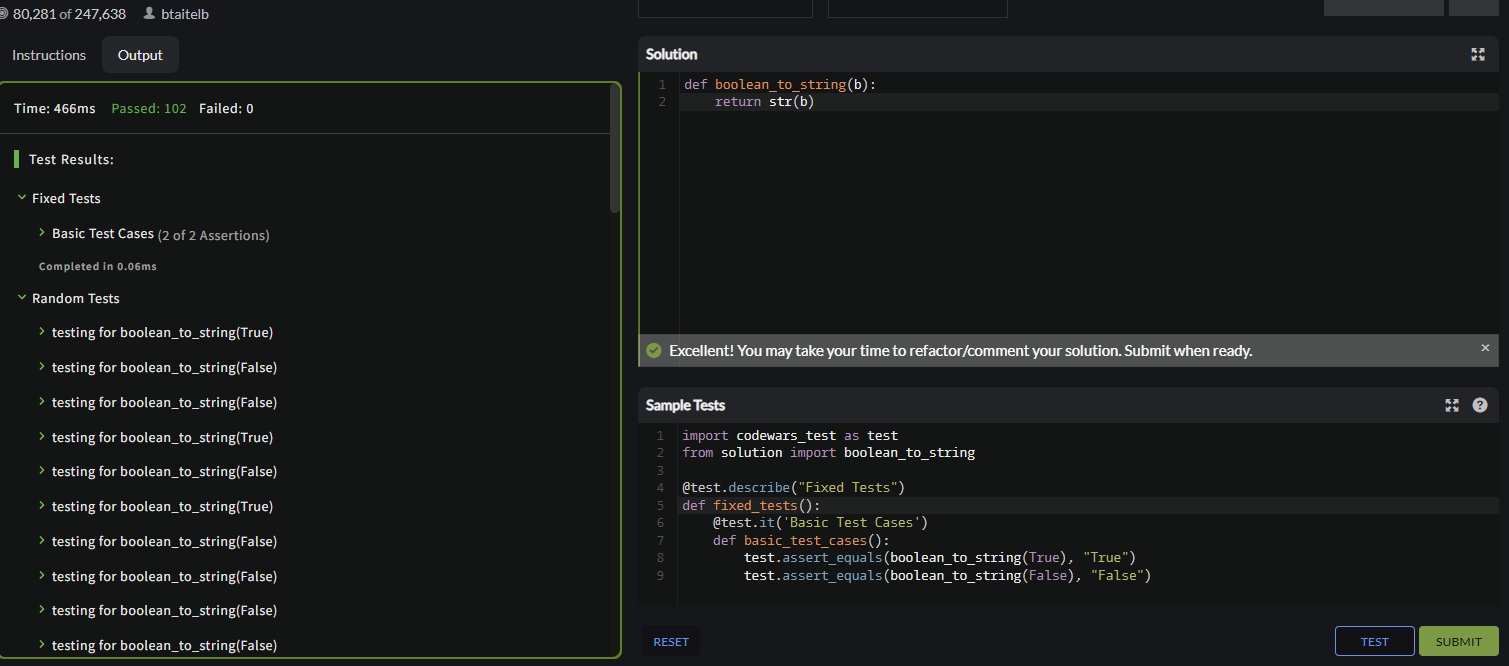 80,281 of 247,638 btaitelb
Instructions Output
Time: 466ms Passed: 102 Failed: 0
Test Results:
Fixed Tests
Basic Test Cases (2 of 2 Assertions)
Completed in 0.06ms
Random Tests
testing for boolean_to_string(True)
testing for boolean_to_string(False)
testing for boolean_to_string(False)
testing for boolean_to_string(True)
testing for boolean_to_string(False)
testing for boolean_to_string(True)
testing for boolean_to_string(False)
testing for boolean_to_string(False)
testing for boolean_to_string(False)
testing for boolean_to_string(False)
Solution
1 def boolean_to_string(b):
2     return str(b)
Excellent! You may take your time to refactor/comment your solution. Submit when ready. ×
Sample Tests ?
1 import codewars_test as test
2 from solution import boolean_to_string
3
4 @test.describe("Fixed Tests")
5 def fixed_tests():
6     @test.it('Basic Test Cases')
7     def basic_test_cases():
8         test.assert_equals(boolean_to_string(True), "True")
9         test.assert_equals(boolean_to_string(False), "False")
RESET TEST SUBMIT